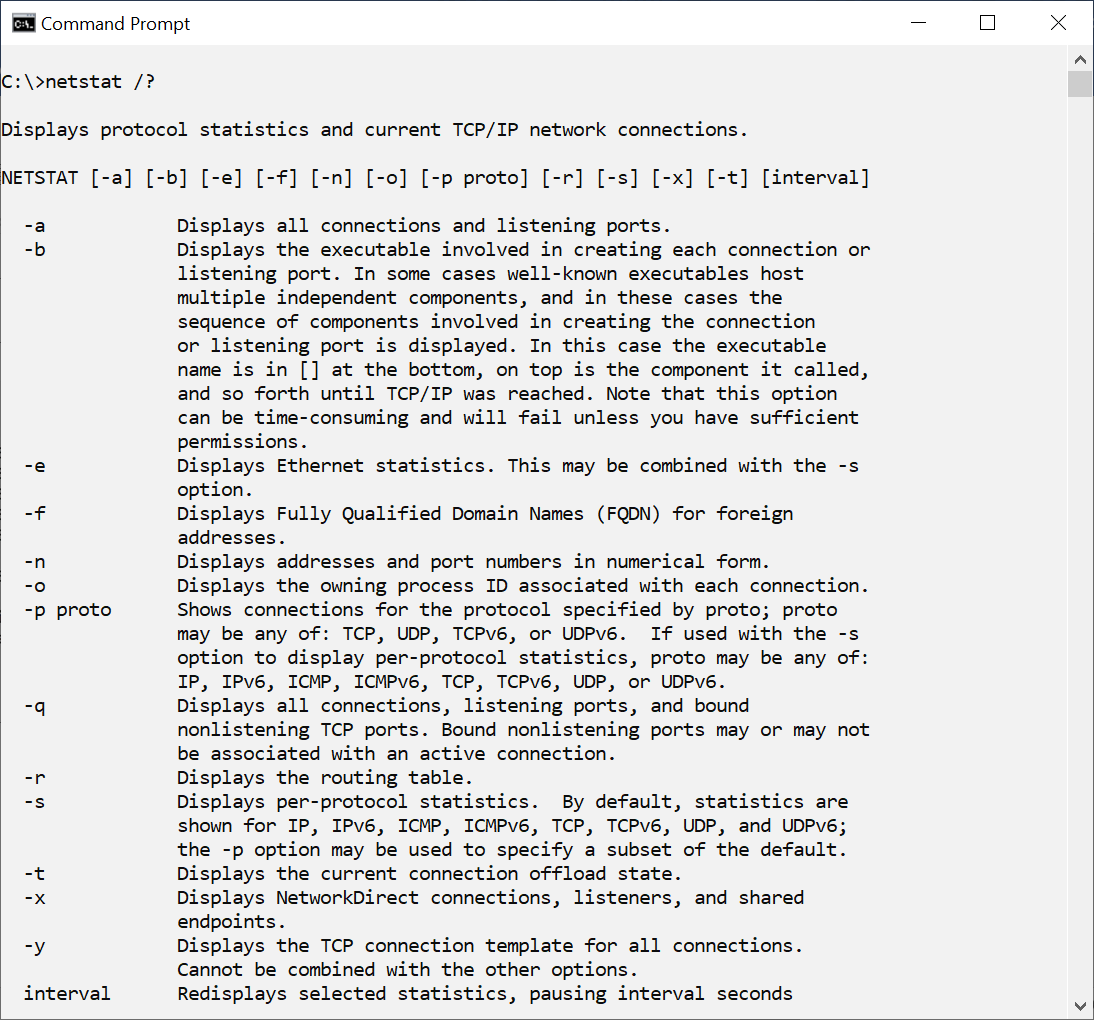 Command Prompt
C:\>netstat /?
Displays protocol statistics and current TCP/IP network connections.
NETSTAT [-a] [-b] [-e] [-f] [-n] [-o] [-p proto] [-r] [-s] [-x] [-t] [interval]
-a Displays all connections and listening ports.
-b Displays the executable involved in creating each connection or
listening port. In some cases well-known executables host
multiple independent components, and in these cases the
sequence of components involved in creating the connection
or listening port is displayed. In this case the executable
name is in [] at the bottom, on top is the component it called,
and so forth until TCP/IP was reached. Note that this option
can be time-consuming and will fail unless you have sufficient
permissions.
-e Displays Ethernet statistics. This may be combined with the -s
option.
-f Displays Fully Qualified Domain Names (FQDN) for foreign
addresses.
-n Displays addresses and port numbers in numerical form.
-o Displays the owning process ID associated with each connection.
-p proto Shows connections for the protocol specified by proto; proto
may be any of: TCP, UDP, TCPv6, or UDPv6.  If used with the -s
option to display per-protocol statistics, proto may be any of:
IP, IPv6, ICMP, ICMPv6, TCP, TCPv6, UDP, or UDPv6.
-q Displays all connections, listening ports, and bound
nonlistening TCP ports. Bound nonlistening ports may or may not
be associated with an active connection.
-r Displays the routing table.
-s Displays per-protocol statistics.  By default, statistics are
shown for IP, IPv6, ICMP, ICMPv6, TCP, TCPv6, UDP, and UDPv6;
the -p option may be used to specify a subset of the default.
-t Displays the current connection offload state.
-x Displays NetworkDirect connections, listeners, and shared
endpoints.
-y Displays the TCP connection template for all connections.
Cannot be combined with the other options.
interval Redisplays selected statistics, pausing interval seconds